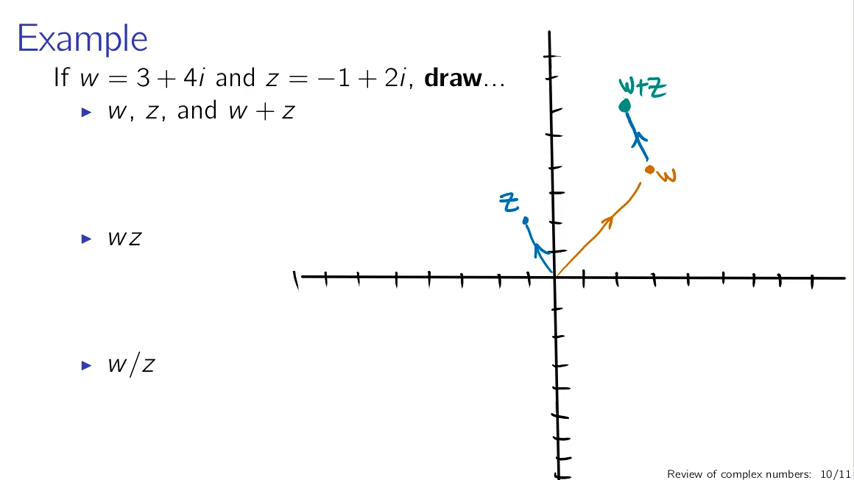 Example
If w = 3 + 4i and z = −1 + 2i, draw...
▸ w, z, and w + z
▸ wz
▸ w/z
w+z
w
z
Review of complex numbers: 10/11